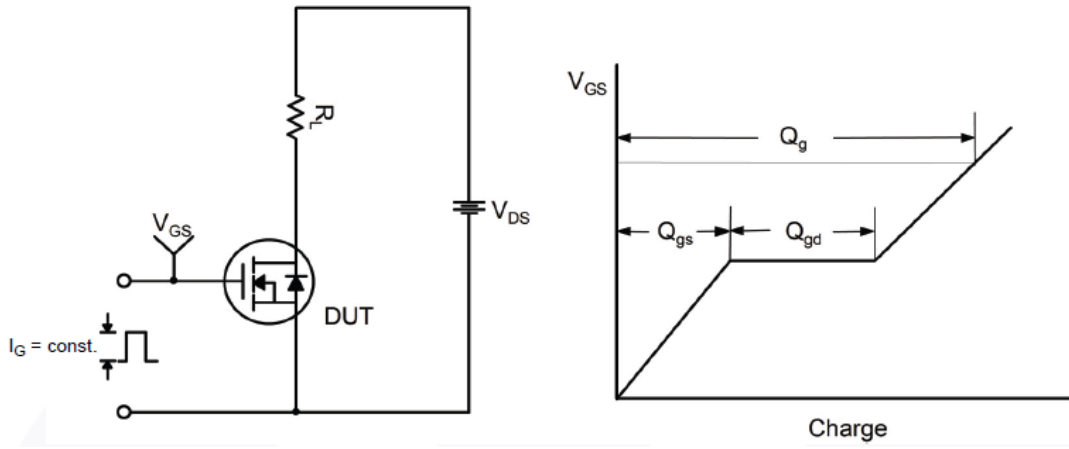 R_L
V_DS
V_GS
DUT
I_G = const.
V_GS
Q_g
Q_gs
Q_gd
Charge